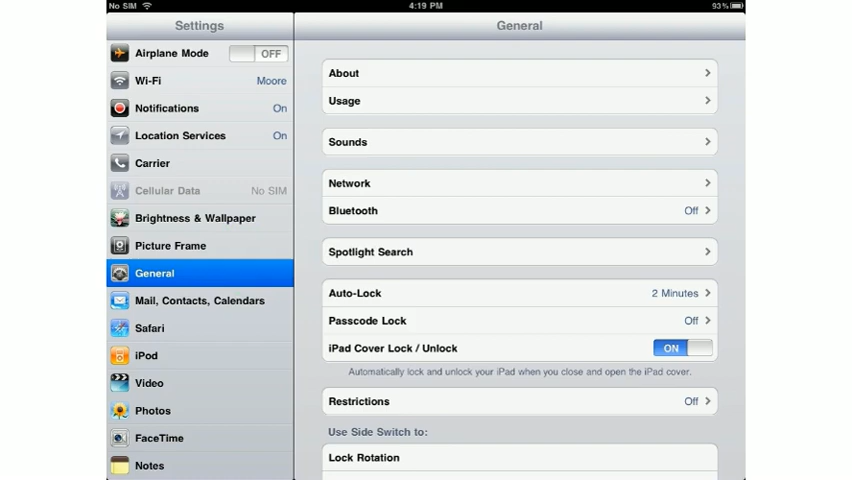 No SIM 4:19 PM 93%
Settings
Airplane Mode OFF
Wi-Fi Moore
Notifications On
Location Services On
Carrier
Cellular Data No SIM
Brightness & Wallpaper
Picture Frame
General
Mail, Contacts, Calendars
Safari
iPod
Video
Photos
FaceTime
Notes
General
About
Usage
Sounds
Network
Bluetooth Off
Spotlight Search
Auto-Lock 2 Minutes
Passcode Lock Off
iPad Cover Lock / Unlock ON
Automatically lock and unlock your iPad when you close and open the iPad cover.
Restrictions Off
Use Side Switch to:
Lock Rotation